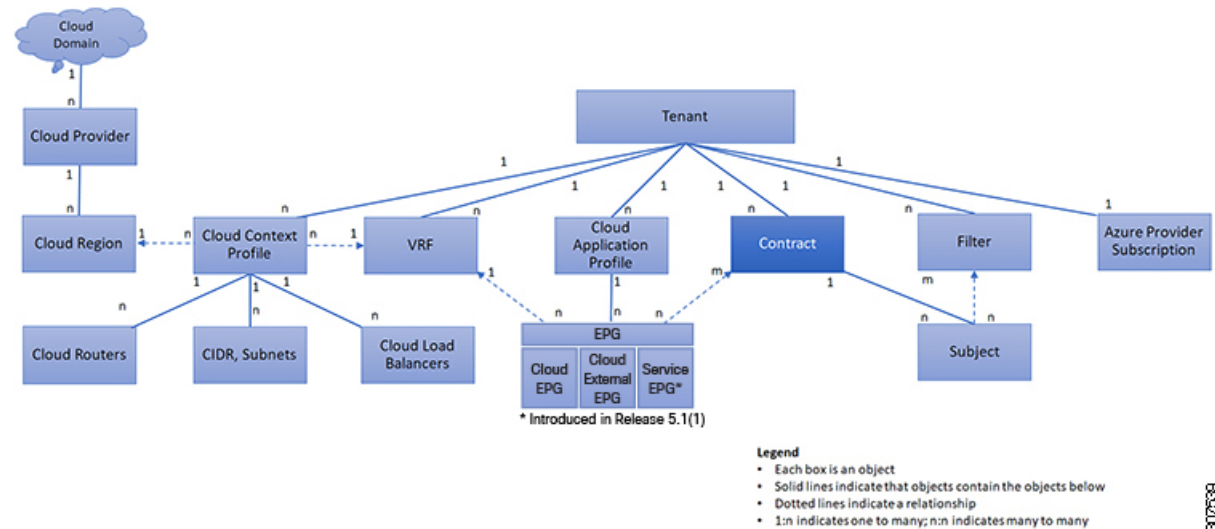 Cloud
Domain
1
n
Cloud Provider
Tenant
1
1
1
1
1
1
1
n
n
n
n
n
n
1
Cloud Region
1
n
Cloud Context
Profile
n
1
VRF
Cloud
Application
Profile
Contract
Filter
Azure Provider
Subscription
1
1
1
1
1
m
1
m
n
n
n
n
n
n
n
n
Cloud Routers
CIDR, Subnets
Cloud Load
Balancers
EPG
Cloud
EPG
Cloud
External
EPG
Service
EPG*
Subject
* Introduced in Release 5.1(1)
Legend
• Each box is an object
• Solid lines indicate that objects contain the objects below
• Dotted lines indicate a relationship
• 1:n indicates one to many; n:n indicates many to many
302539